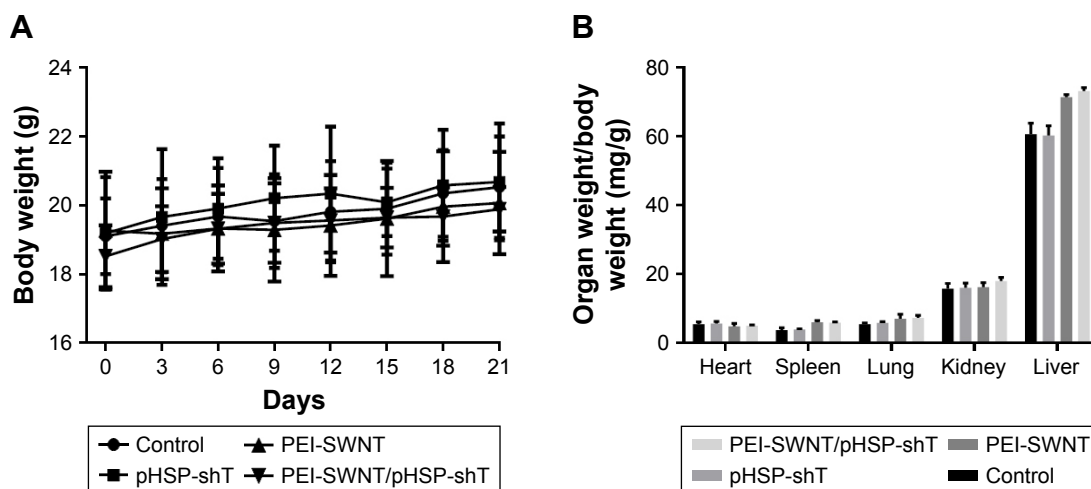 A
Body weight (g)
24
22
20
18
16
0 3 6 9 12 15 18 21
Days
Control PEI-SWNT
pHSP-shT PEI-SWNT/pHSP-shT
B
Organ weight/body
weight (mg/g)
80
60
40
20
0
Heart Spleen Lung Kidney Liver
PEI-SWNT/pHSP-shT PEI-SWNT
pHSP-shT Control